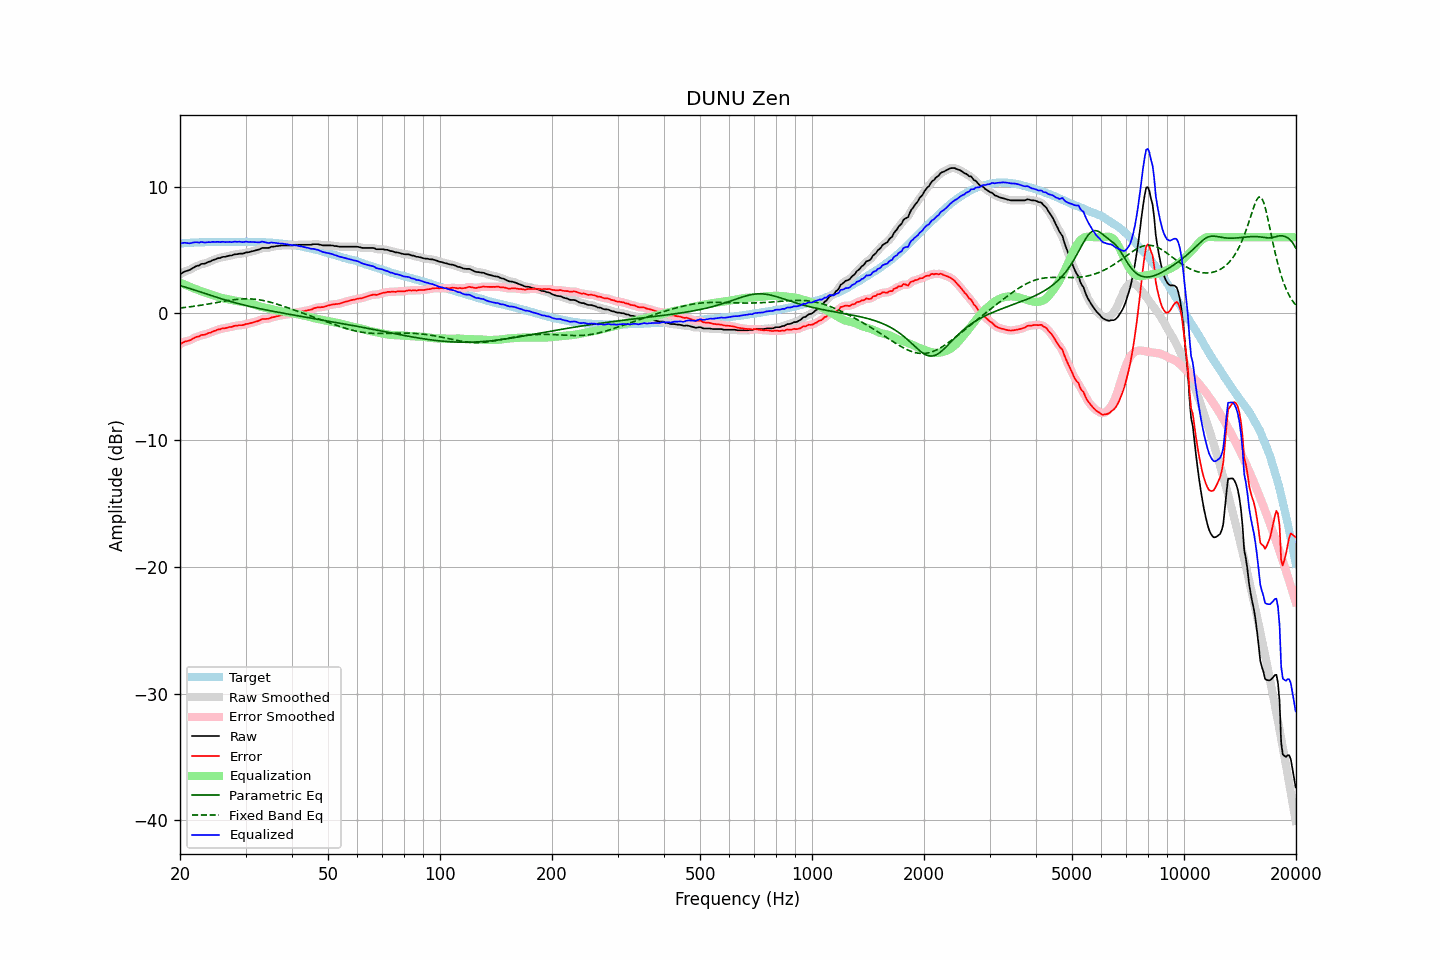 DUNU Zen
Amplitude (dBr)
10
0
−10
−20
−30
−40
Target
Raw Smoothed
Error Smoothed
Raw
Error
Equalization
Parametric Eq
Fixed Band Eq
Equalized
20 50 100 200 500 1000 2000 5000 10000 20000
Frequency (Hz)